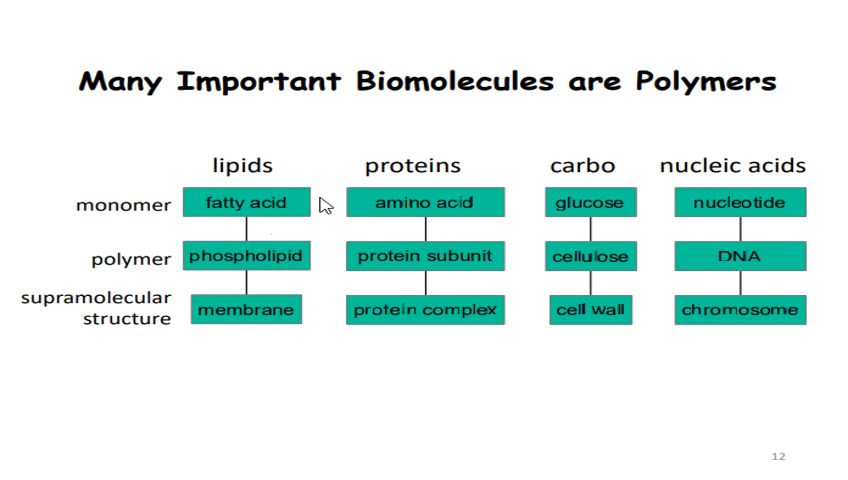 Many Important Biomolecules are Polymers
lipids proteins carbo nucleic acids
monomer fatty acid amino acid glucose nucleotide
polymer phospholipid protein subunit cellulose DNA
supramolecular
structure membrane protein complex cell wall chromosome
12